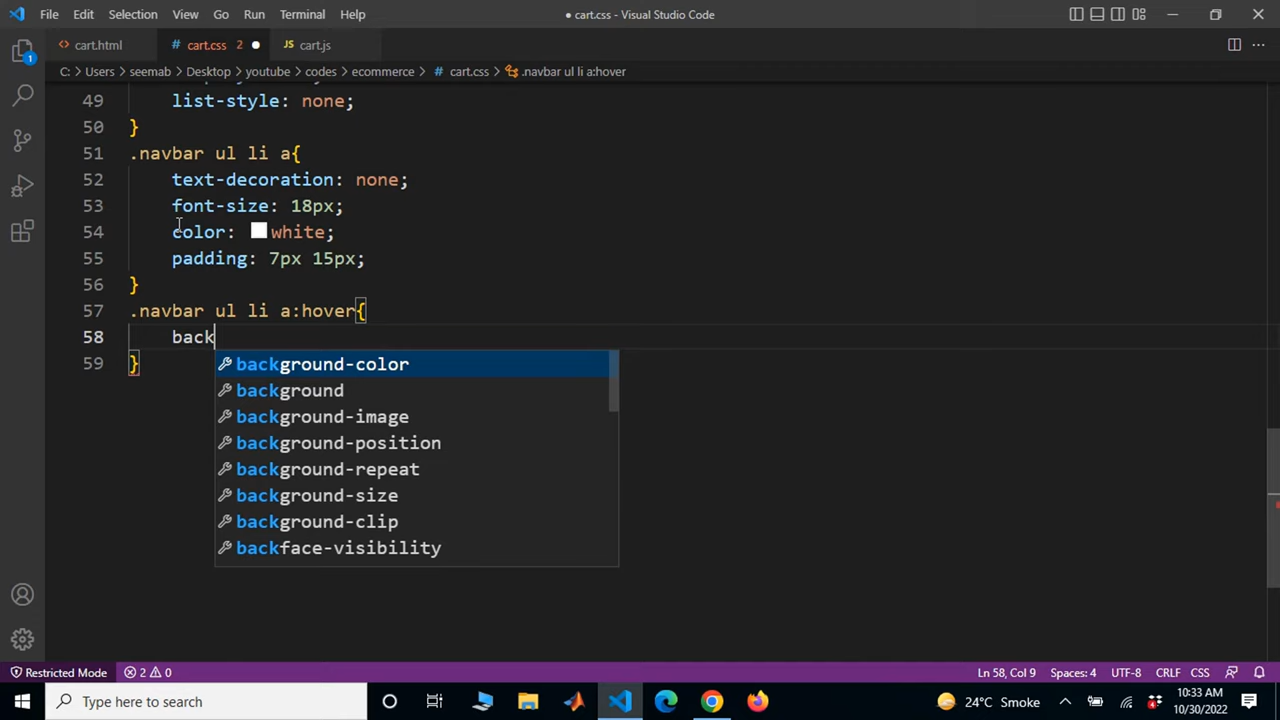 File Edit Selection View Go Run Terminal Help
● cart.css - Visual Studio Code
cart.html
# cart.css 2 ●
JS cart.js
C: > Users > seemab > Desktop > youtube > codes > ecommerce > # cart.css > .navbar ul li a:hover
49 list-style: none;
50 }
51 .navbar ul li a{
52 text-decoration: none;
53 font-size: 18px;
54 color: white;
55 padding: 7px 15px;
56 }
57 .navbar ul li a:hover{
58 back
59 }
background-color
background
background-image
background-position
background-repeat
background-size
background-clip
backface-visibility
1
Restricted Mode 2 0 Ln 58, Col 9 Spaces: 4 UTF-8 CRLF CSS
Type here to search
24°C Smoke
10:33 AM
10/30/2022